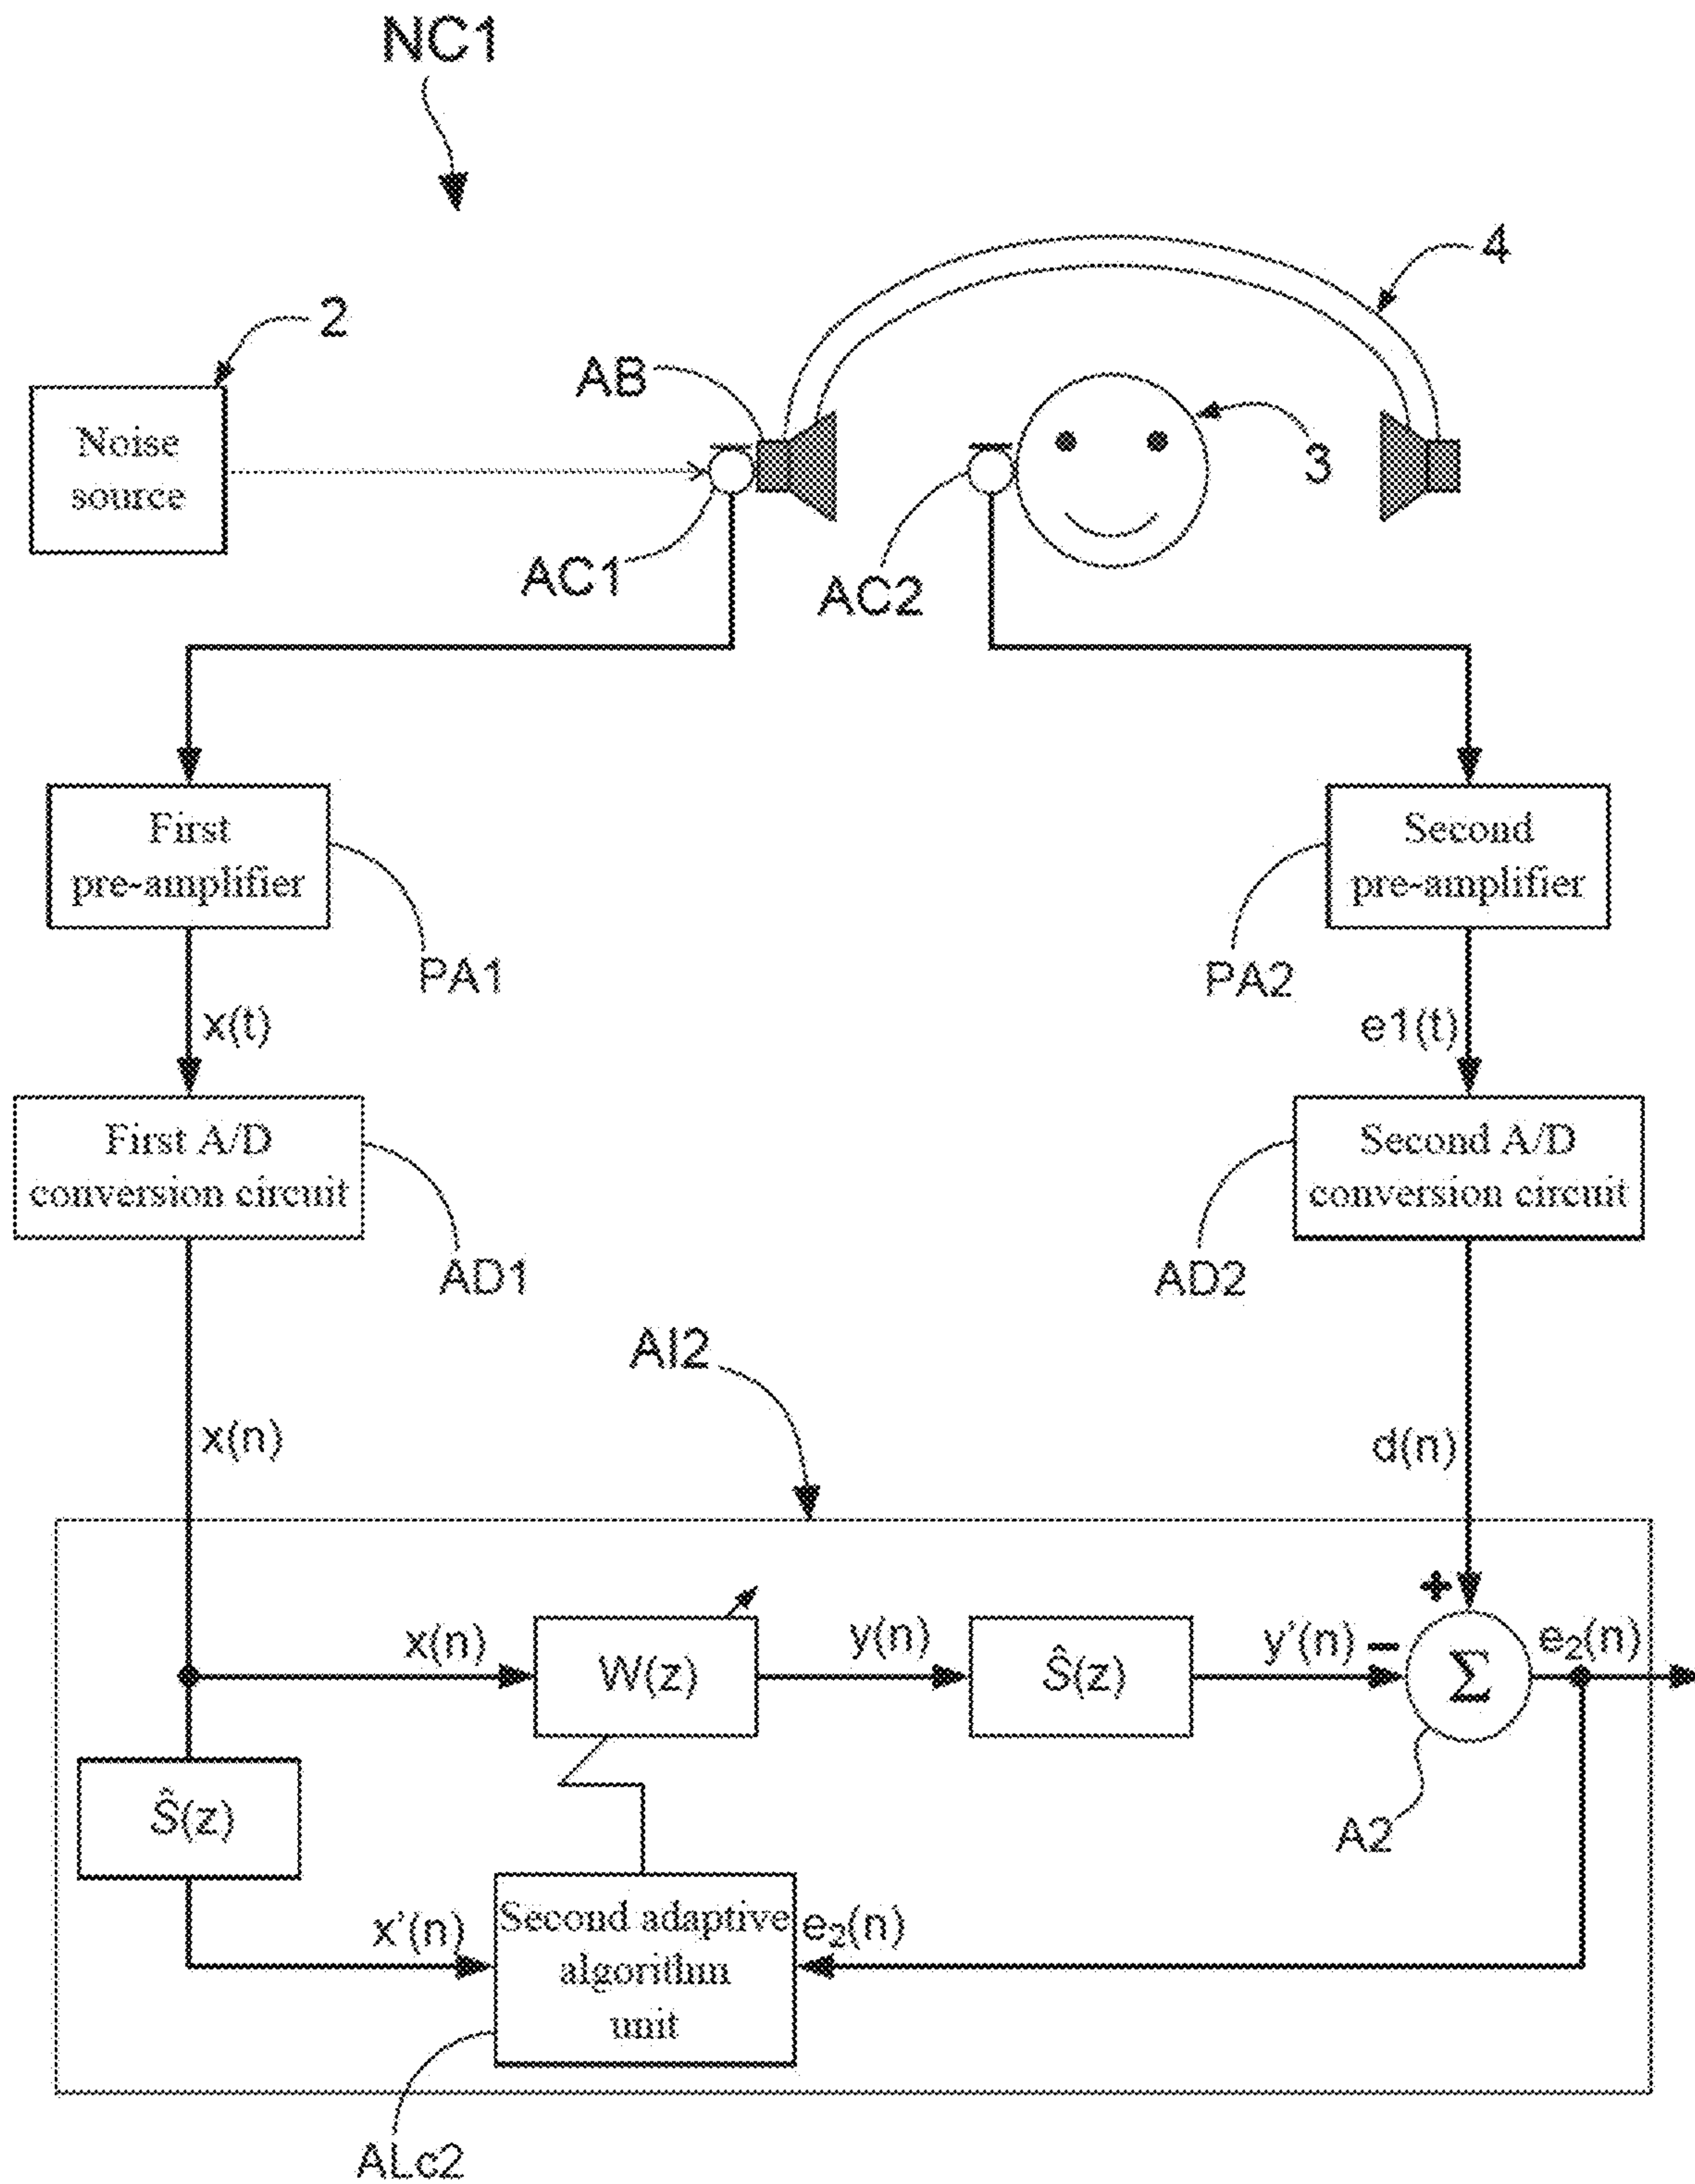 NC1
4
2
AB
Noise
source
3
AC1
AC2
First
pre-amplifier
Second
pre-amplifier
PA1
PA2
x(t)
e1(t)
First A/D
conversion circuit
Second A/D
conversion circuit
AD1
AD2
AI2
x(n)
d(n)
+
x(n)
W(z)
y(n)
Ŝ(z)
y'(n)
−
Σ
e₂(n)
Ŝ(z)
A2
x'(n)
Second adaptive
algorithm
unit
e₂(n)
ALc2